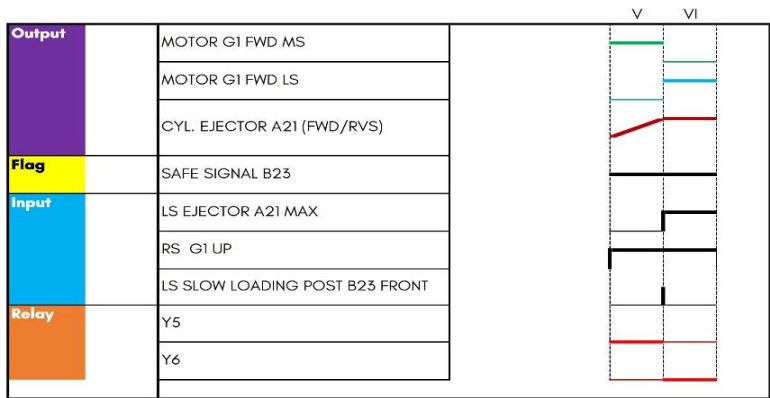 V VI
Output
MOTOR G1 FWD MS
MOTOR G1 FWD LS
CYL. EJECTOR A21 (FWD/RVS)
Flag
SAFE SIGNAL B23
Input
LS EJECTOR A21 MAX
RS G1 UP
LS SLOW LOADING POST B23 FRONT
Relay
Y5
Y6